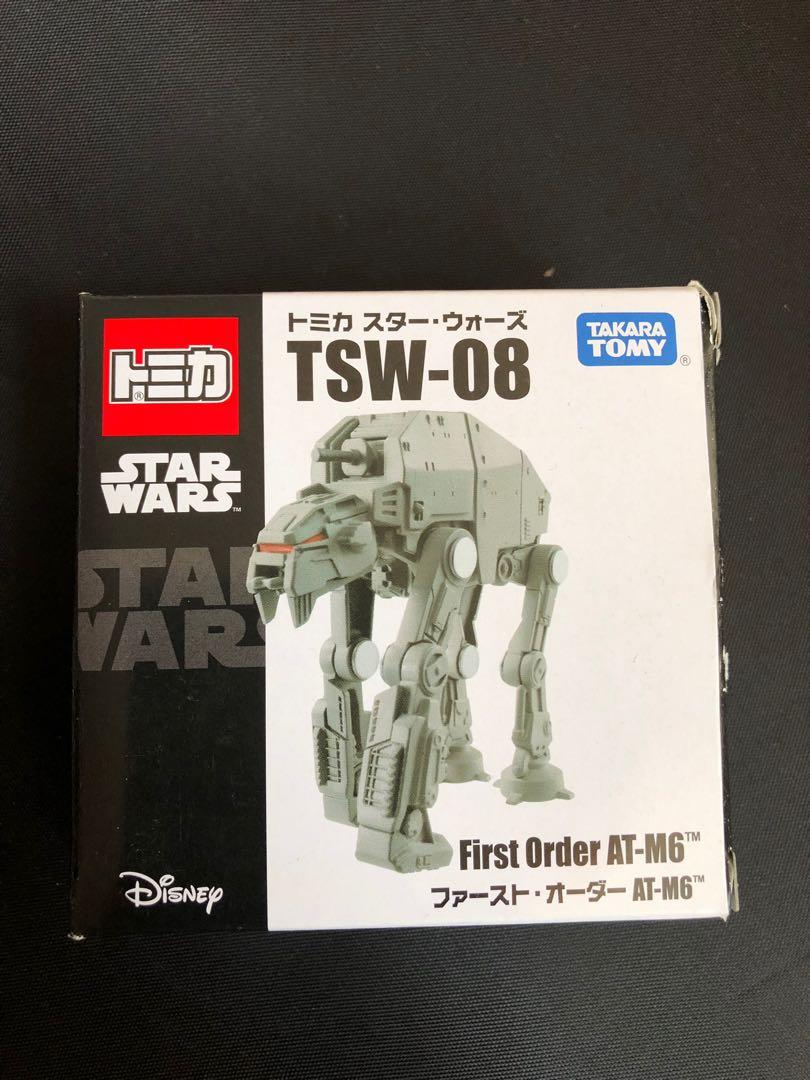 トミカ®
STAR
WARS™
STAR
WARS
Disney
トミカ スター・ウォーズ
TSW-08
TAKARA
TOMY®
First Order AT-M6™
ファースト・オーダー AT-M6™